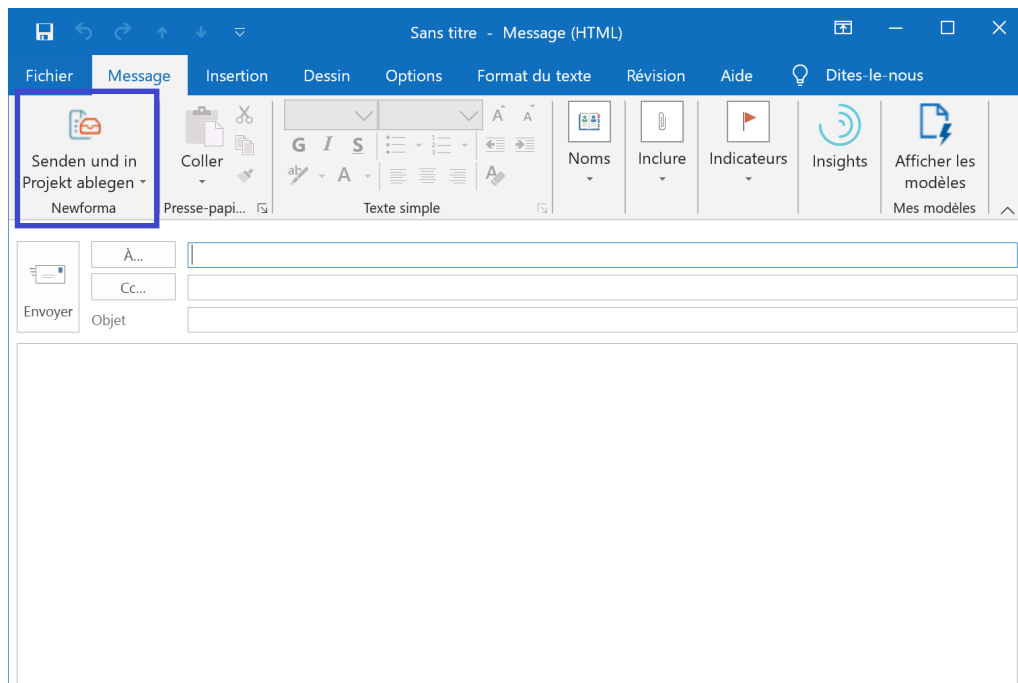 Sans titre - Message (HTML)
Fichier Message Insertion Dessin Options Format du texte Révision Aide Dites-le-nous
Senden und in
Projekt ablegen
Newforma
Coller
Presse-papi...
G I S
ab A
A A
A
Texte simple
Noms
Inclure
Indicateurs
Insights
Afficher les
modèles
Mes modèles
Envoyer
À...
Cc...
Objet